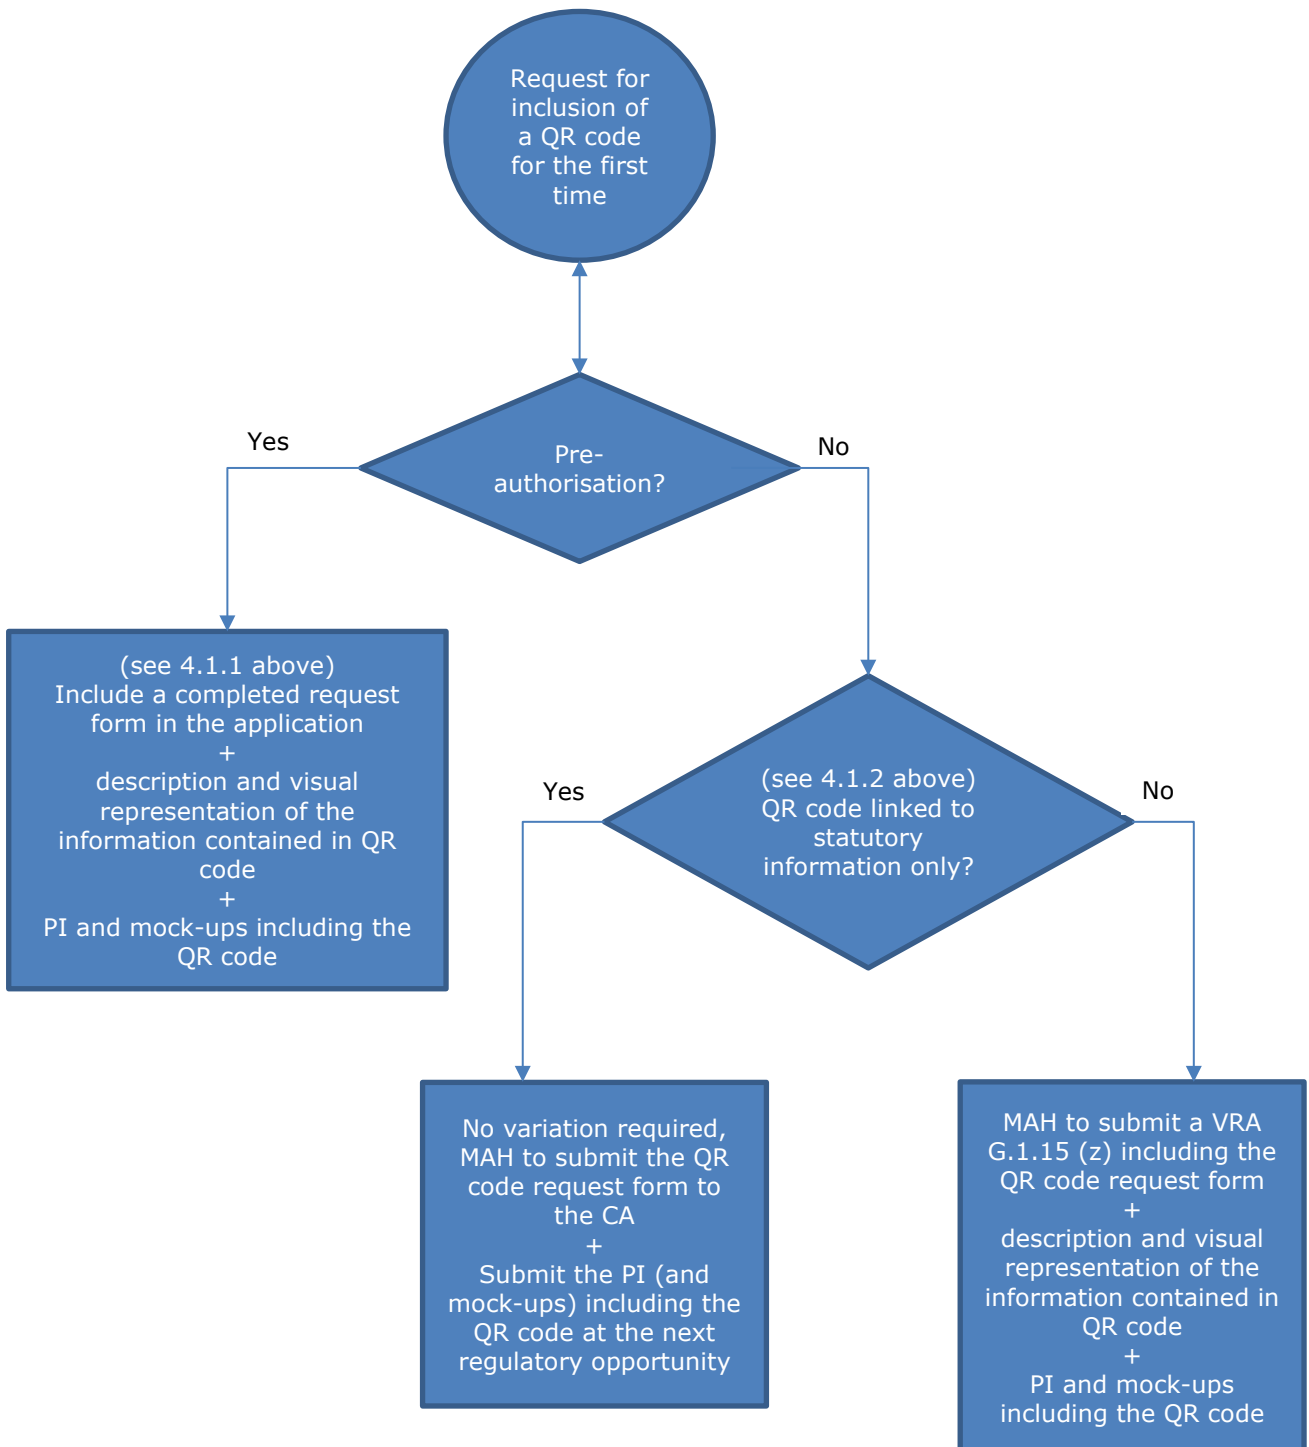 Request for
inclusion of
a QR code
for the first
time
Yes
No
Pre-
authorisation?
(see 4.1.1 above)
Include a completed request
form in the application
+
description and visual
representation of the
information contained in QR
code
+
PI and mock-ups including the
QR code
Yes
No
(see 4.1.2 above)
QR code linked to
statutory
information only?
No variation required,
MAH to submit the QR
code request form to
the CA
+
Submit the PI (and
mock-ups) including the
QR code at the next
regulatory opportunity
MAH to submit a VRA
G.1.15 (z) including the
QR code request form
+
description and visual
representation of the
information contained in
QR code
+
PI and mock-ups
including the QR code